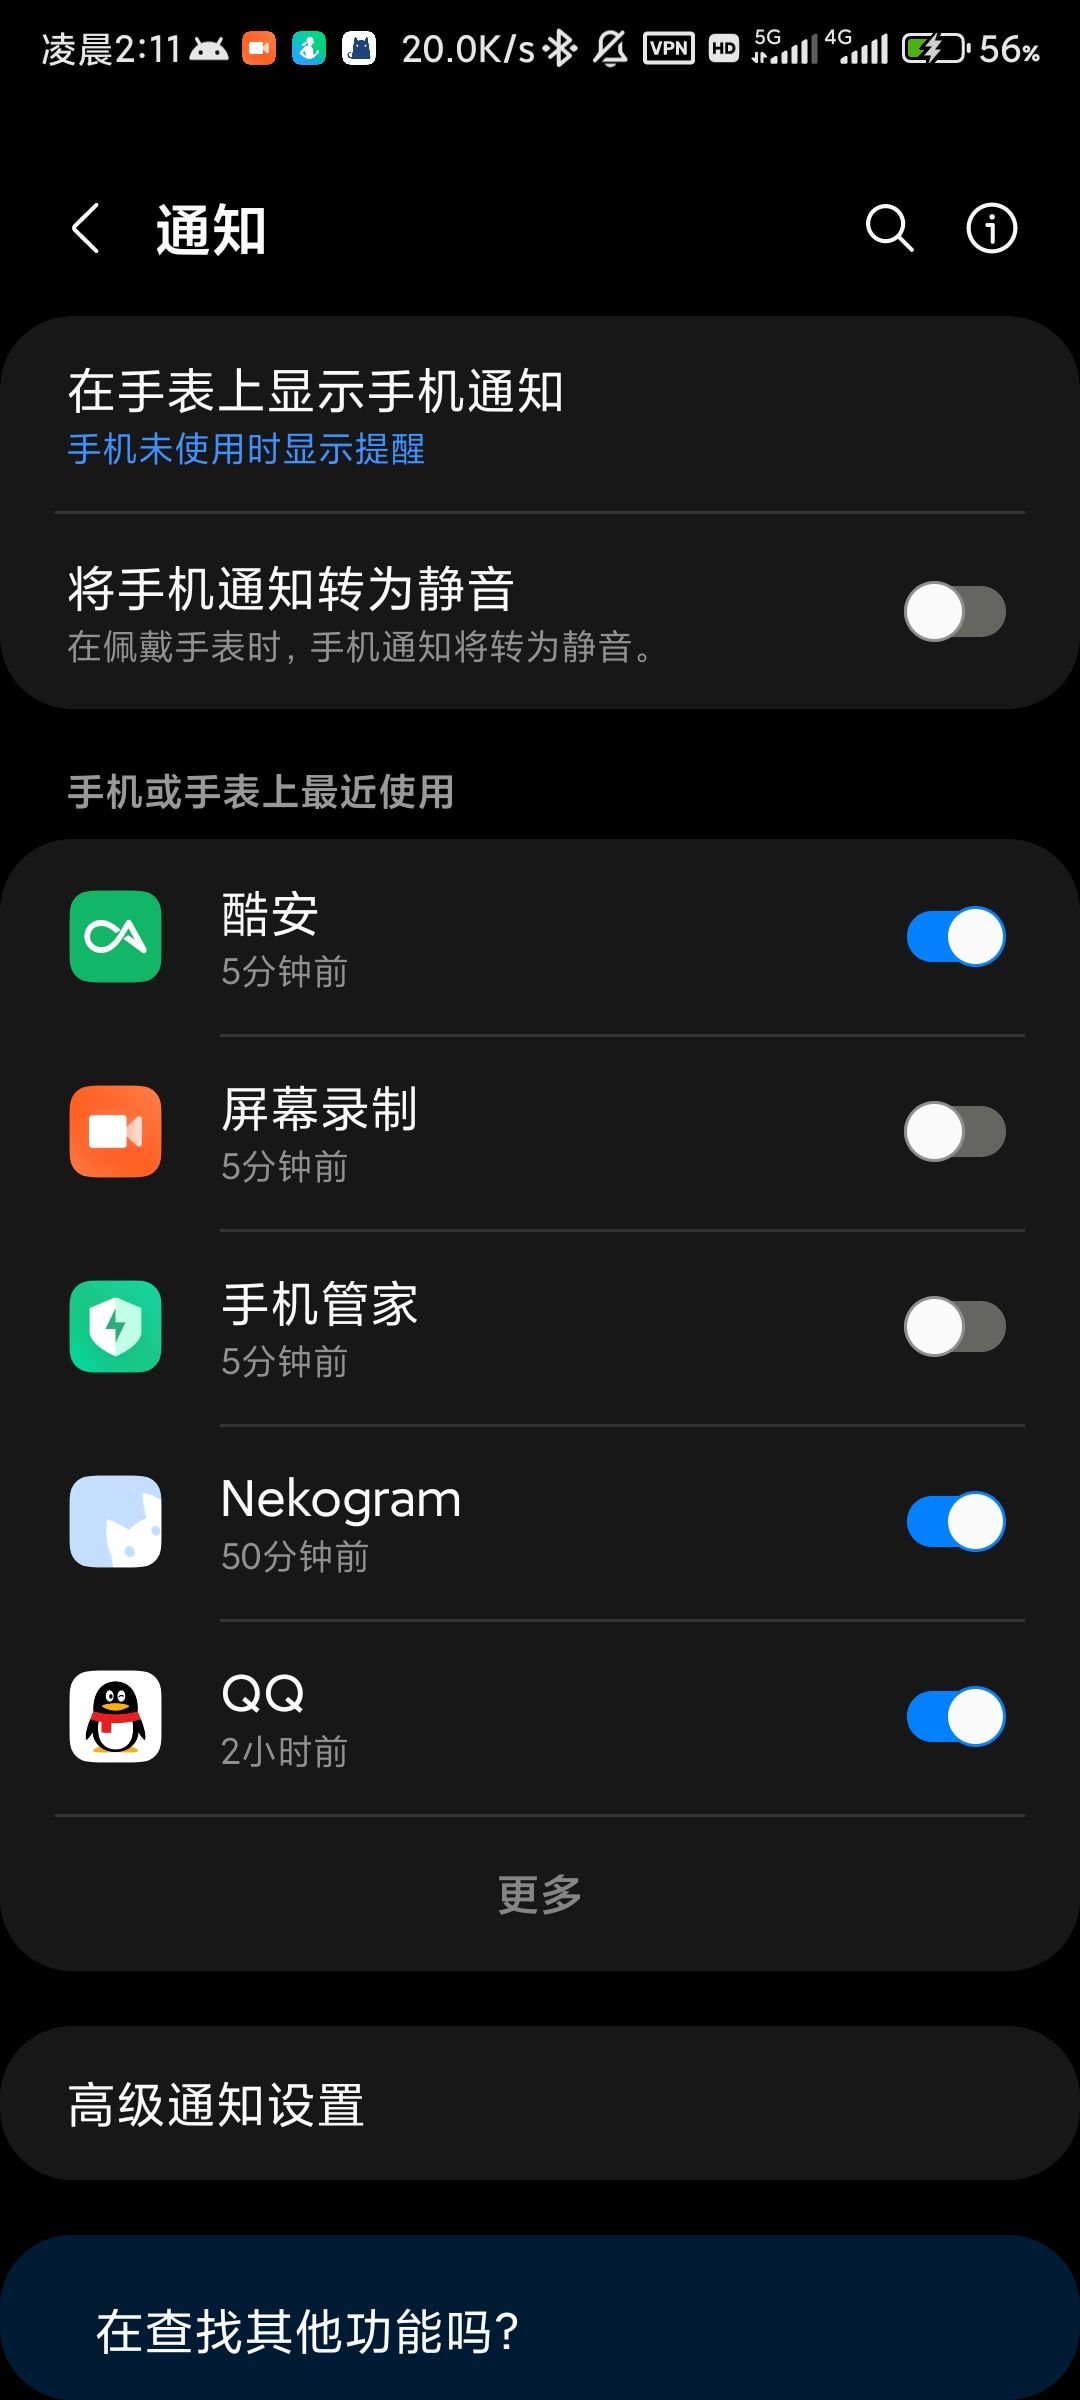 凌晨2:11 20.0K/s VPN HD 5G 4G 56%
通知
在手表上显示手机通知
手机未使用时显示提醒
将手机通知转为静音
在佩戴手表时，手机通知将转为静音。
手机或手表上最近使用
酷安
5分钟前
屏幕录制
5分钟前
手机管家
5分钟前
Nekogram
50分钟前
QQ
2小时前
更多
高级通知设置
在查找其他功能吗?